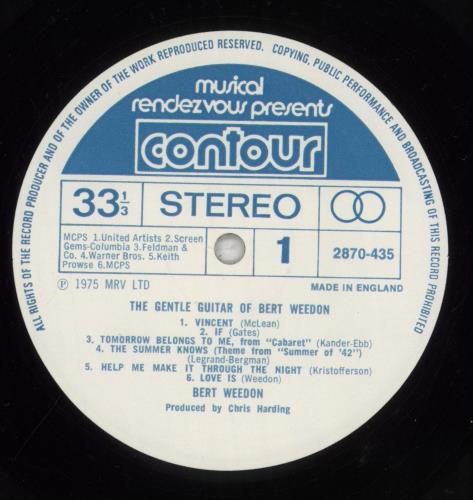 ALL RIGHTS OF THE RECORD PRODUCER AND OF THE OWNER OF THE WORK REPRODUCED RESERVED. COPYING, PUBLIC PERFORMANCE AND BROADCASTING OF THIS RECORD PROHIBITED
musical
rendezvous presents
contour
33 1/3 STEREO
MCPS 1.United Artists 2.Screen
Gems-Columbia 3.Feldman &
Co. 4.Warner Bros. 5.Keith
Prowse 6.MCPS
1
2870-435
Ⓟ 1975 MRV LTD
MADE IN ENGLAND
THE GENTLE GUITAR OF BERT WEEDON
1. VINCENT (McLean)
2. IF (Gates)
3. TOMORROW BELONGS TO ME, from "Cabaret" (Kander-Ebb)
4. THE SUMMER KNOWS (Theme from "Summer of '42")
(Legrand-Bergman)
5. HELP ME MAKE IT THROUGH THE NIGHT (Kristofferson)
6. LOVE IS (Weedon)
BERT WEEDON
Produced by Chris Harding